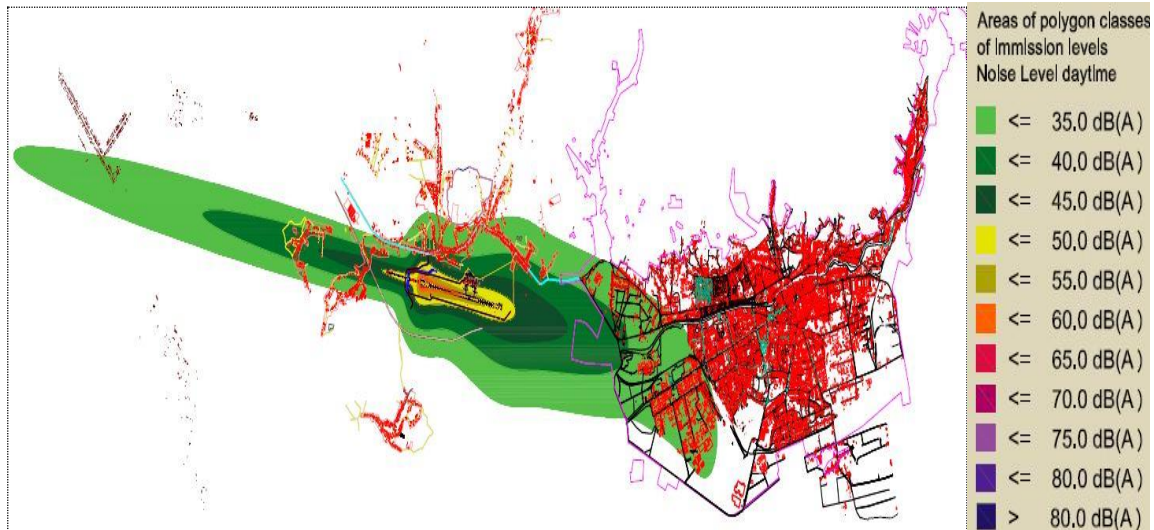 Areas of polygon classes
of Immission levels
Noise Level daytime
<= 35.0 dB(A)
<= 40.0 dB(A)
<= 45.0 dB(A)
<= 50.0 dB(A)
<= 55.0 dB(A)
<= 60.0 dB(A)
<= 65.0 dB(A)
<= 70.0 dB(A)
<= 75.0 dB(A)
<= 80.0 dB(A)
> 80.0 dB(A)